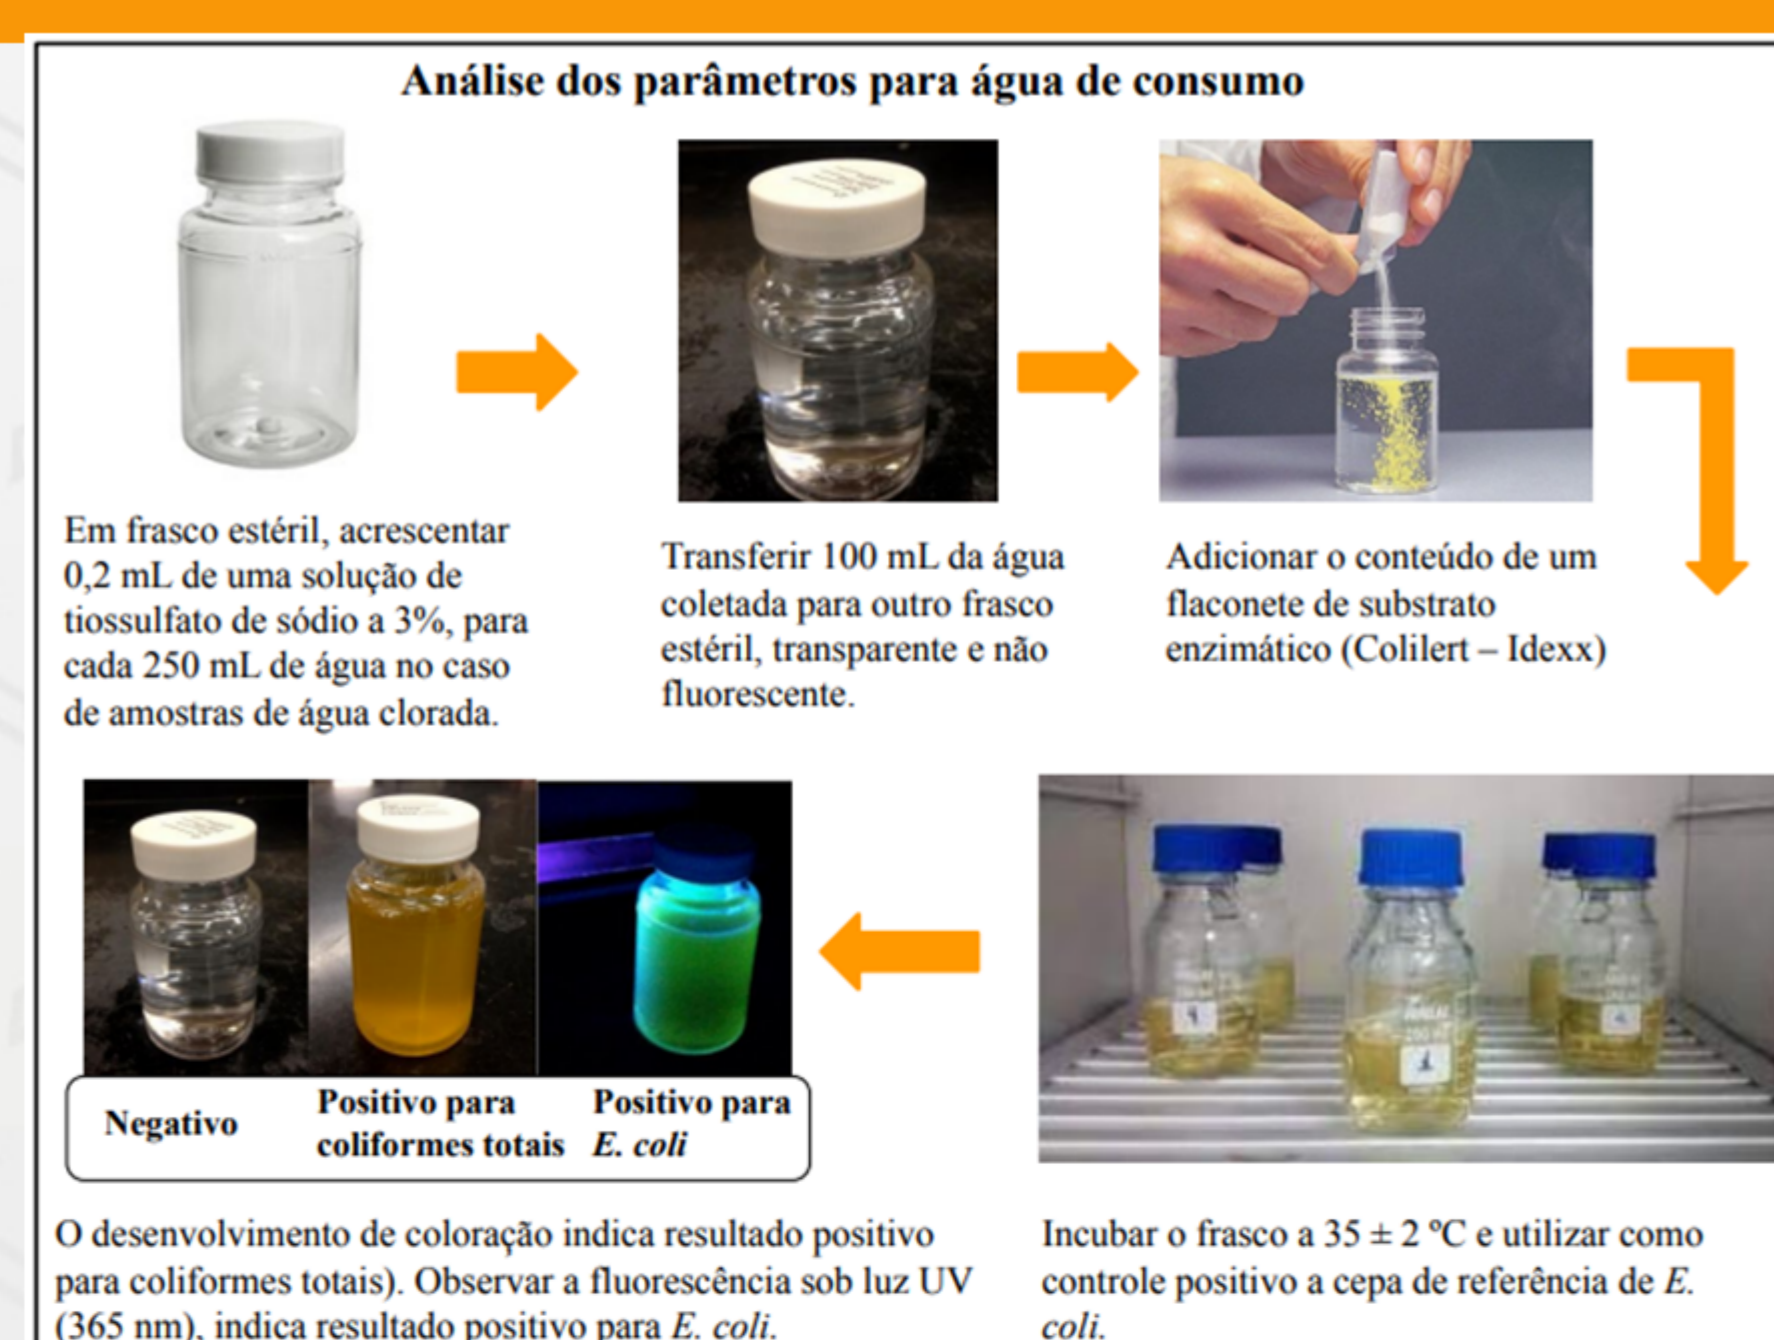 Análise dos parâmetros para água de consumo
Em frasco estéril, acrescentar
0,2 mL de uma solução de
tiossulfato de sódio a 3%, para
cada 250 mL de água no caso
de amostras de água clorada.
Transferir 100 mL da água
coletada para outro frasco
estéril, transparente e não
fluorescente.
Adicionar o conteúdo de um
flaconete de substrato
enzimático (Colilert – Idexx)
Incubar o frasco a 35 ± 2 ºC e utilizar como
controle positivo a cepa de referência de E.
coli.
Negativo
Positivo para
coliformes totais
Positivo para
E. coli
O desenvolvimento de coloração indica resultado positivo
para coliformes totais). Observar a fluorescência sob luz UV
(365 nm), indica resultado positivo para E. coli.